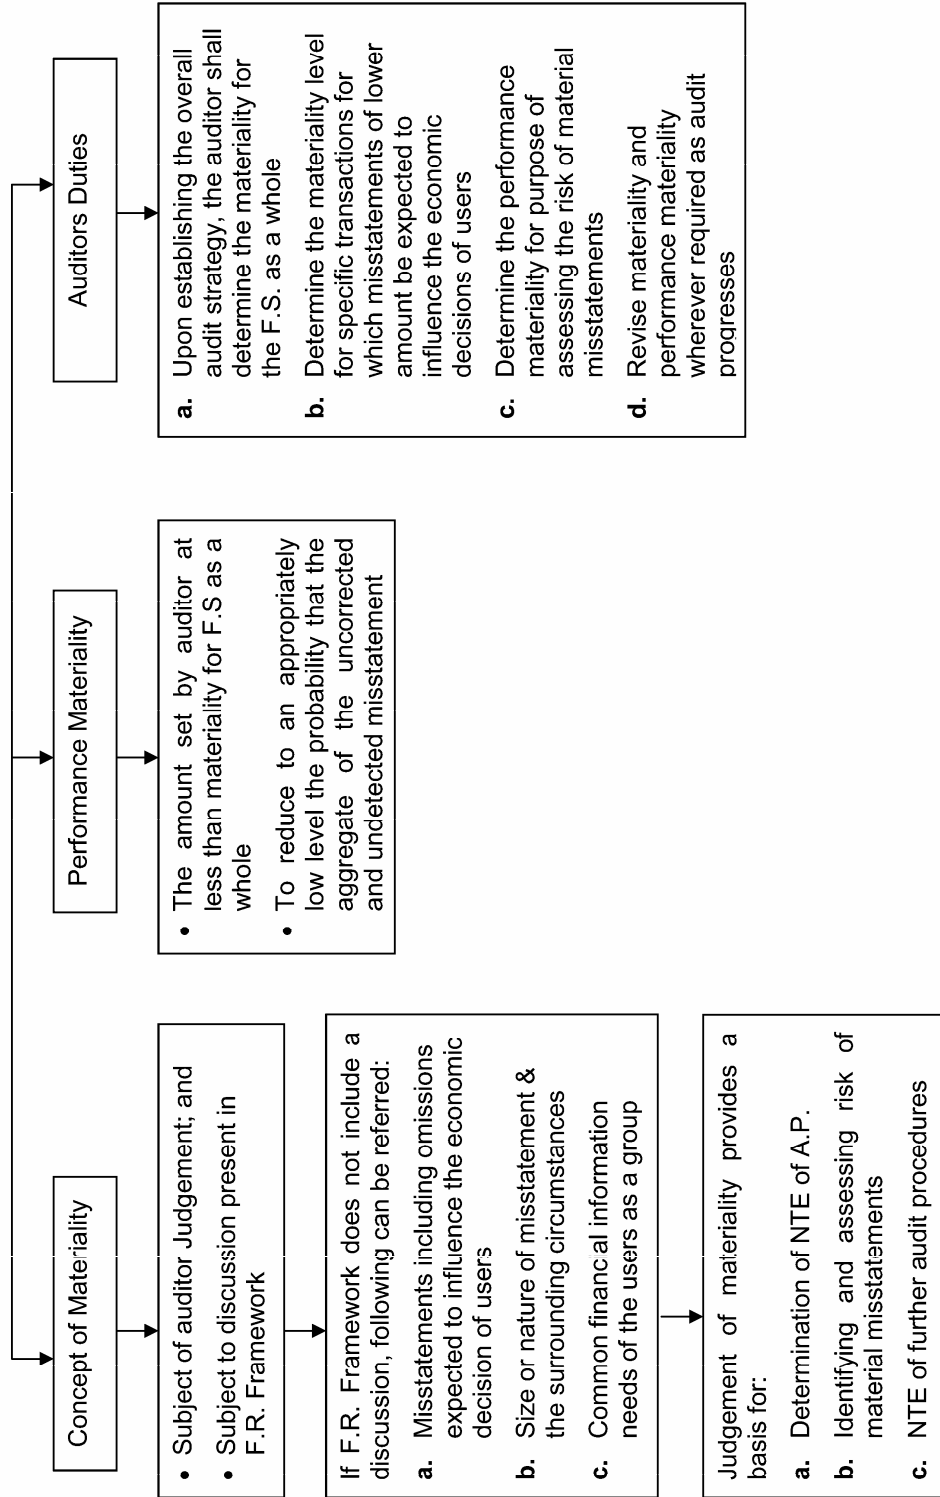 Concept of Materiality
• Subject of auditor Judgement; and
• Subject to discussion present in
F.R. Framework
If F.R. Framework does not include a
discussion, following can be referred:
a. Misstatements including omissions
expected to influence the economic
decision of users
b. Size or nature of misstatement &
the surrounding circumstances
c. Common financial information
needs of the users as a group
Judgement of materiality provides a
basis for:
a. Determination of NTE of A.P.
b. Identifying and assessing risk of
material misstatements
c. NTE of further audit procedures
Performance Materiality
• The amount set by auditor at
less than materiality for F.S as a
whole
• To reduce to an appropriately
low level the probability that the
aggregate of the uncorrected
and undetected misstatement
Auditors Duties
a. Upon establishing the overall
audit strategy, the auditor shall
determine the materiality for
the F.S. as a whole
b. Determine the materiality level
for specific transactions for
which misstatements of lower
amount be expected to
influence the economic
decisions of users
c. Determine the performance
materiality for purpose of
assessing the risk of material
misstatements
d. Revise materiality and
performance materiality
wherever required as audit
progresses